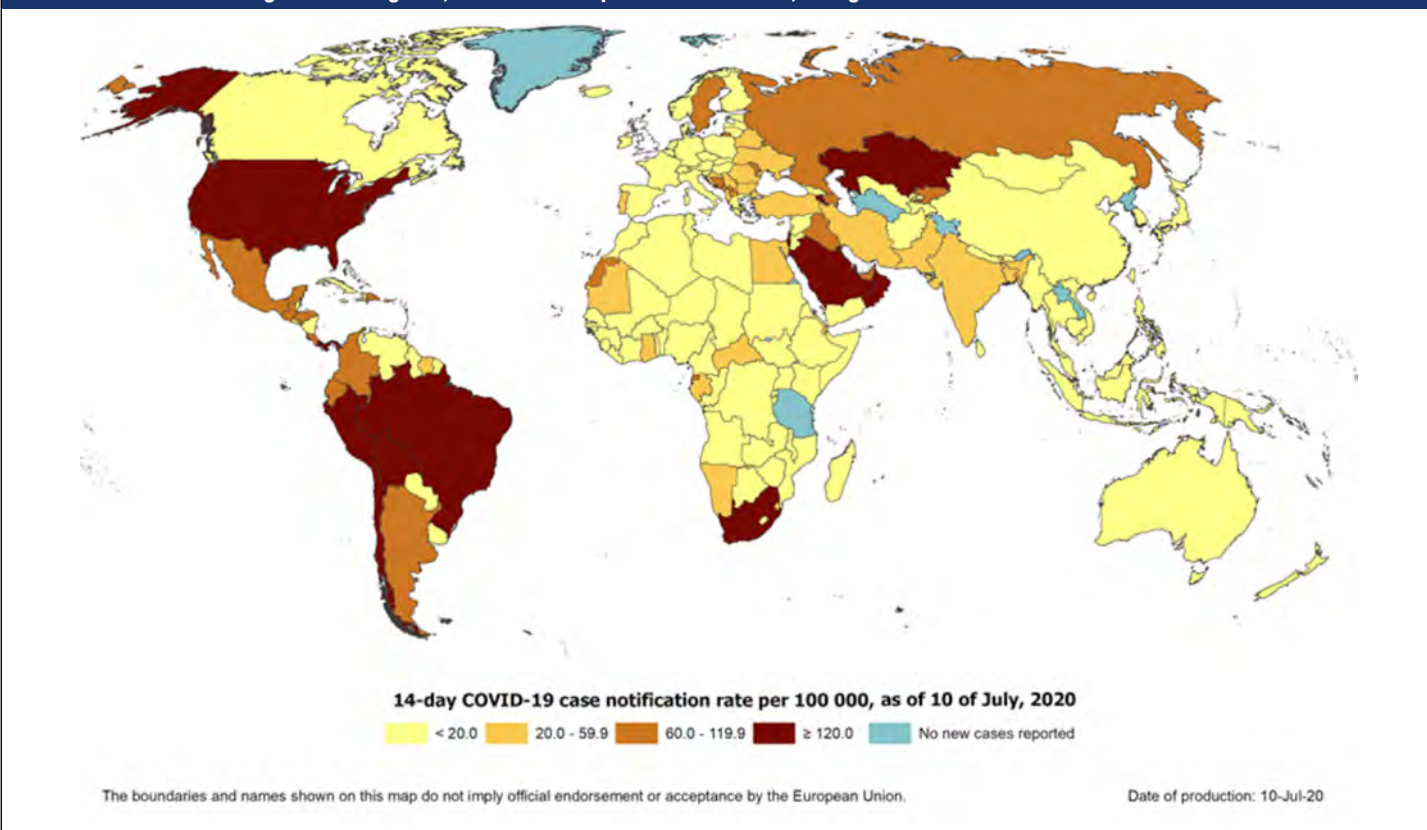 14-day COVID-19 case notification rate per 100 000, as of 10 of July, 2020
< 20.0 20.0 - 59.9 60.0 - 119.9 ≥ 120.0 No new cases reported
The boundaries and names shown on this map do not imply official endorsement or acceptance by the European Union. Date of production: 10-Jul-20